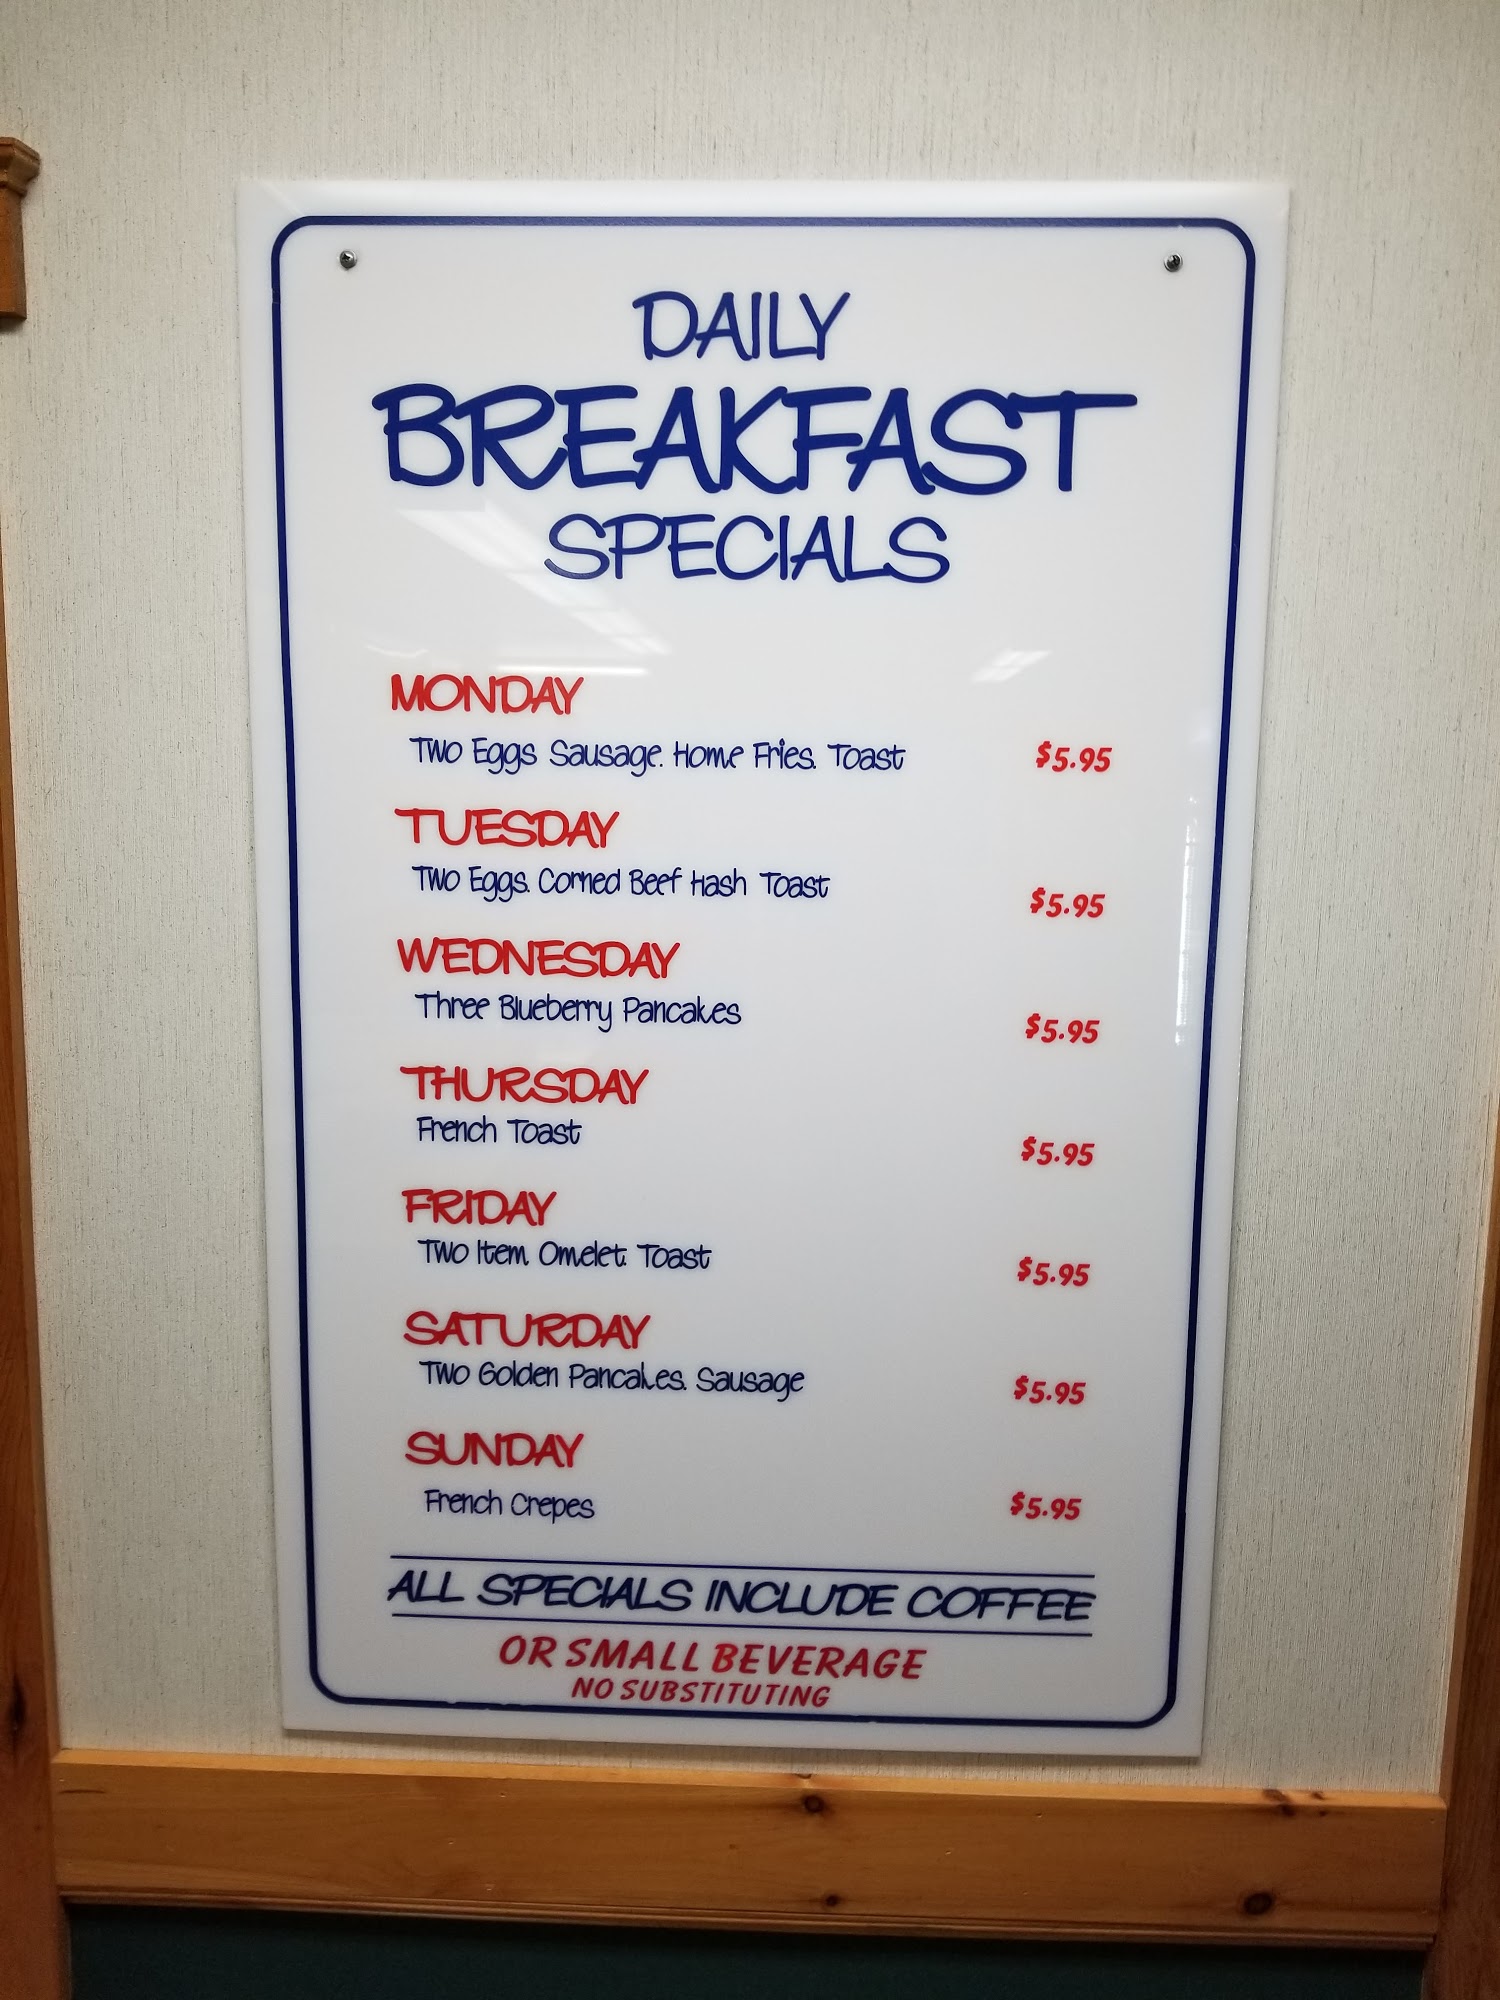 DAILY
BREAKFAST
SPECIALS
MONDAY
Two Eggs Sausage. Home Fries. Toast $5.95
TUESDAY
Two Eggs. Corned Beef Hash Toast $5.95
WEDNESDAY
Three Blueberry Pancakes $5.95
THURSDAY
French Toast $5.95
FRIDAY
Two Item Omelet. Toast $5.95
SATURDAY
Two Golden Pancakes. Sausage $5.95
SUNDAY
French Crepes $5.95
ALL SPECIALS INCLUDE COFFEE
OR SMALL BEVERAGE
NO SUBSTITUTING